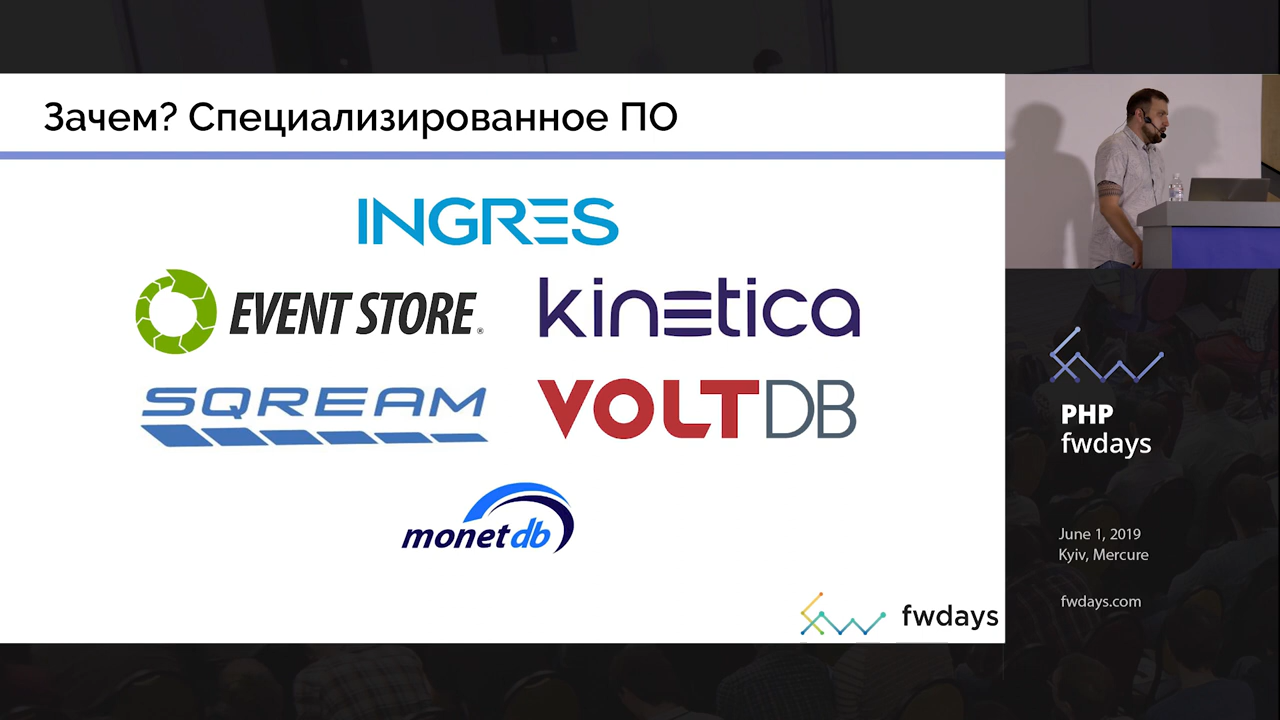 Зачем? Специализированное ПО
INGRES
EVENT STORE®
kinetica
SQREAM
VOLTDB
monetdb
fwdays
PHP
fwdays
June 1, 2019
Kyiv, Mercure
fwdays.com